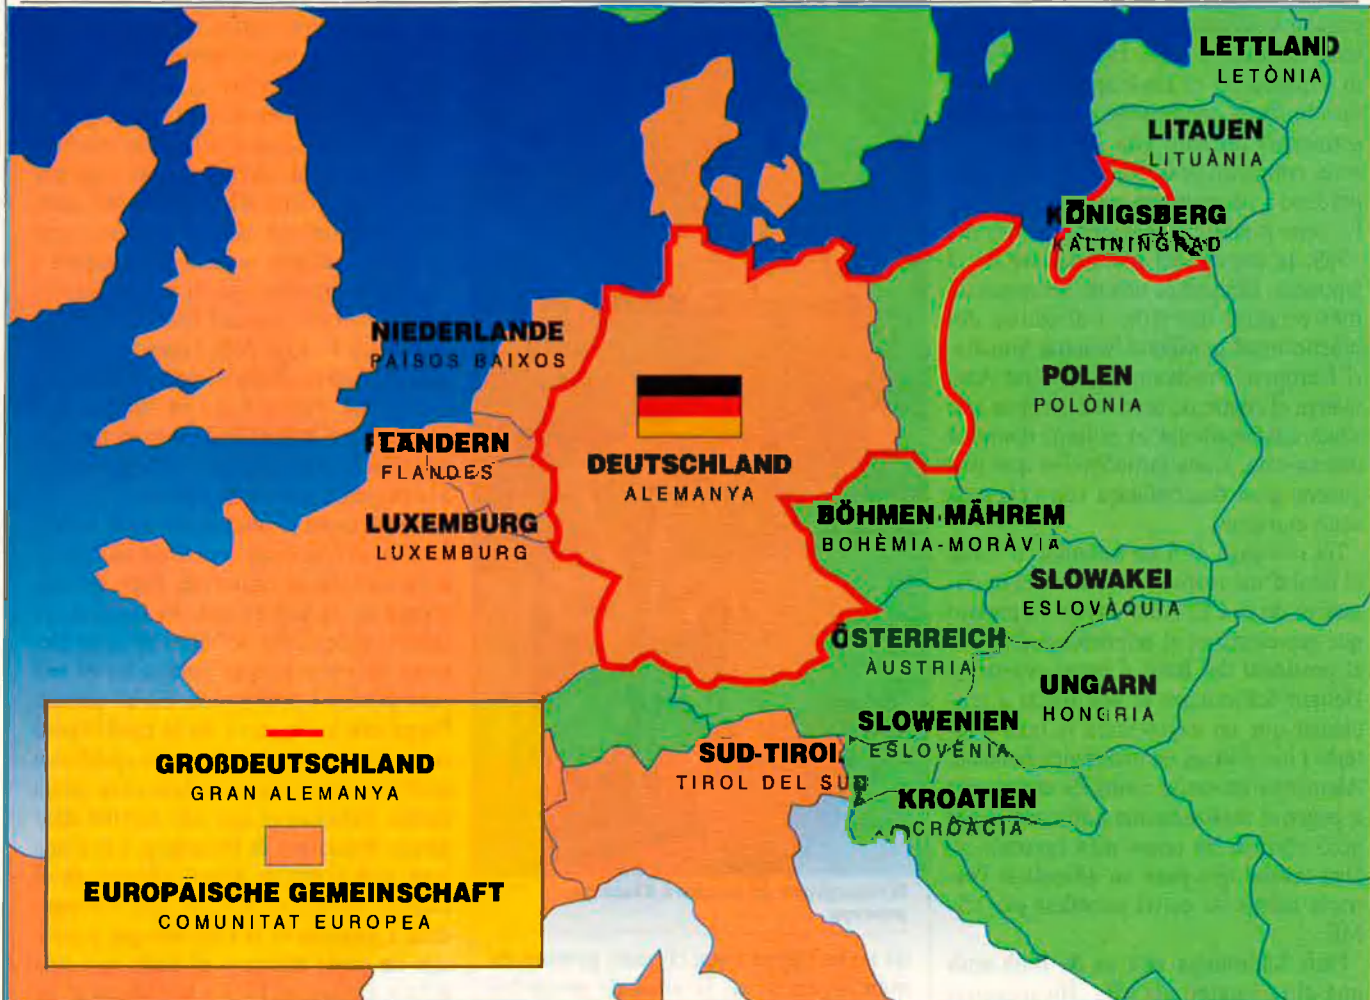 LETTLAND
LETÒNIA
LITAUEN
LITUÀNIA
KÖNIGSBERG
KALININGRAD
NIEDERLANDE
PAÏSOS BAIXOS
POLEN
POLÒNIA
FLANDERN
FLANDES
DEUTSCHLAND
ALEMANYA
LUXEMBURG
LUXEMBURG
BÖHMEN-MÄHREM
BOHÈMIA-MORÀVIA
SLOWAKEI
ESLOVÀQUIA
ÖSTERREICH
ÀUSTRIA
UNGARN
HONGRIA
SLOWENIEN
ESLOVÈNIA
SÜD-TIROL
TIROL DEL SUD
KROATIEN
CROÀCIA
GROßDEUTSCHLAND
GRAN ALEMANYA
EUROPÄISCHE GEMEINSCHAFT
COMUNITAT EUROPEA